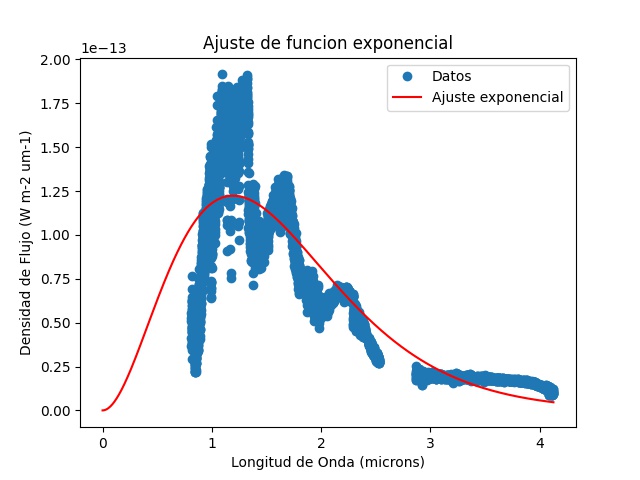 Ajuste de funcion exponencial
1e−13
2.00
1.75
1.50
1.25
1.00
0.75
0.50
0.25
0.00
Densidad de Flujo (W m-2 um-1)
Datos
Ajuste exponencial
0 1 2 3 4
Longitud de Onda (microns)